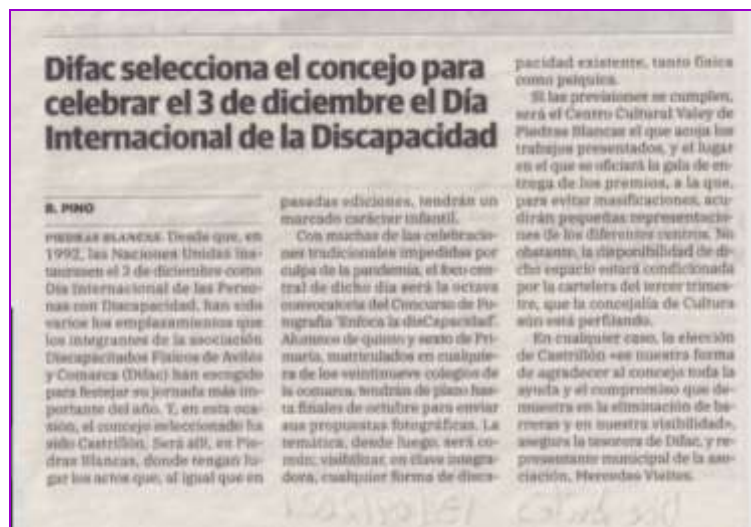 Difac selecciona el concejo para
celebrar el 3 de diciembre el Día
Internacional de la Discapacidad
R. PINO
PIEDRAS BLANCAS. Desde que, en
1992, las Naciones Unidas ins-
taurasen el 3 de diciembre como
Día Internacional de las Perso-
nas con Discapacidad, han sido
varios los emplazamientos que
los integrantes de la asociación
Discapacitados Físicos de Avilés
y Comarca (Difac) han escogido
para festejar su jornada más im-
portante del año. Y, en esta oca-
sión, el concejo seleccionado ha
sido Castrillón. Será allí, en Pie-
dras Blancas, donde tengan lu-
gar los actos que, al igual que en
pasadas ediciones, tendrán un
marcado carácter infantil.
Con muchas de las celebracio-
nes tradicionales impedidas por
culpa de la pandemia, el foco cen-
tral de dicho día será la octava
convocatoria del Concurso de Fo-
tografía 'Enfoca la disCapacidad'.
Alumnos de quinto y sexto de Pri-
maria, matriculados en cualquie-
ra de los veintinueve colegios de
la comarca, tendrán de plazo has-
ta finales de octubre para enviar
sus propuestas fotográficas. La
temática, desde luego, será co-
mún; visibilizar, en clave integra-
dora, cualquier forma de disca-
pacidad existente, tanto física
como psíquica.
Si las previsiones se cumplen,
será el Centro Cultural Valey de
Piedras Blancas el que acoja los
trabajos presentados, y el lugar
en el que se oficiará la gala de en-
trega de los premios, a la que,
para evitar masificaciones, acu-
dirán pequeñas representacio-
nes de los diferentes centros. No
obstante, la disponibilidad de di-
cho espacio estará condicionada
por la cartelera del tercer trimes-
tre, que la concejalía de Cultura
aún está perfilando.
En cualquier caso, la elección
de Castrillón «es nuestra forma
de agradecer al concejo toda la
ayuda y el compromiso que de-
muestra en la eliminación de ba-
rreras y en nuestra visibilidad»,
asegura la tesorera de Difac, y re-
presentante municipal de la aso-
ciación, Mercedes Vieites.